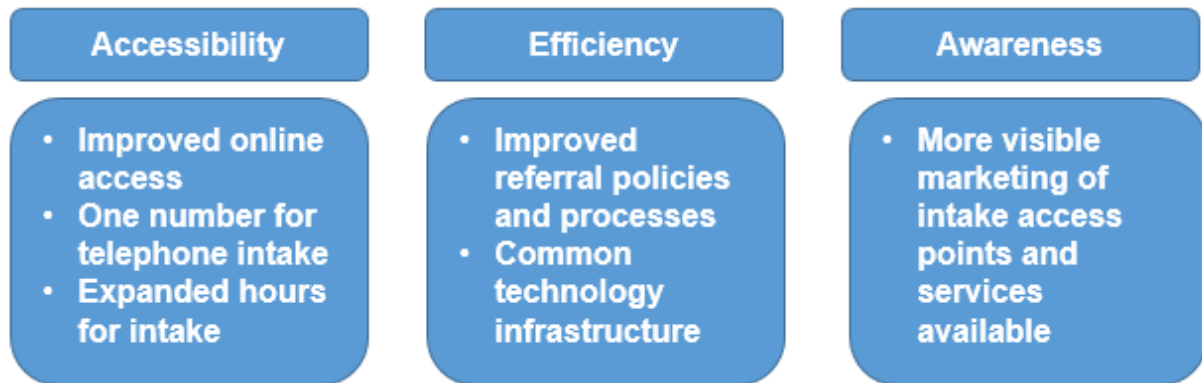 Accessibility
• Improved online
access
• One number for
telephone intake
• Expanded hours
for intake
Efficiency
• Improved
referral policies
and processes
• Common
technology
infrastructure
Awareness
• More visible
marketing of
intake access
points and
services
available